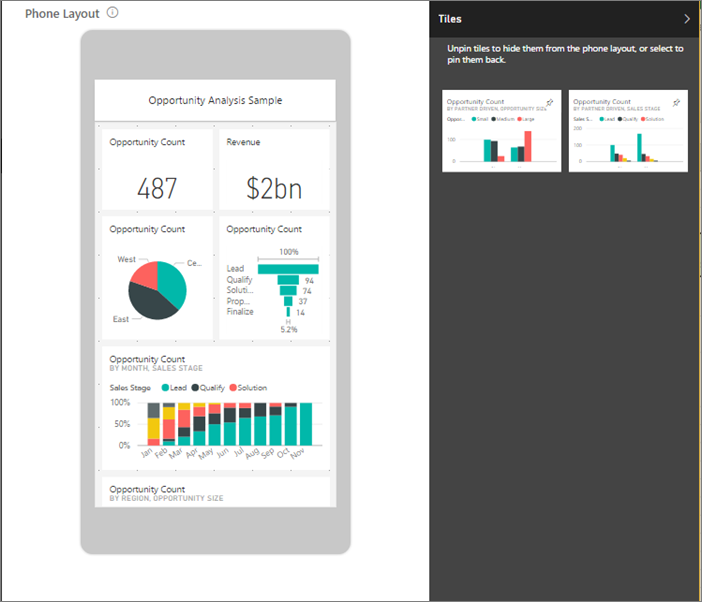 Phone Layout
Opportunity Analysis Sample
Opportunity Count
487
Revenue
$2bn
Opportunity Count
West
Ce...
East
Opportunity Count
100%
Lead
Qualify 94
Soluti... 74
Prop... 37
Finalize 14
5.2%
Opportunity Count
BY MONTH, SALES STAGE
Sales Stage Lead Qualify Solution
100%
50%
0%
Jan Feb Mar Apr May Jun Jul Aug Sep Oct Nov
Opportunity Count
BY REGION, OPPORTUNITY SIZE
Tiles
Unpin tiles to hide them from the phone layout, or select to
pin them back.
Opportunity Count
BY PARTNER DRIVEN, OPPORTUNITY SIZE
Oppor... Small Medium Large
100
0
Opportunity Count
BY PARTNER DRIVEN, SALES STAGE
Sales S... Lead Qualify Solution
200
100
0